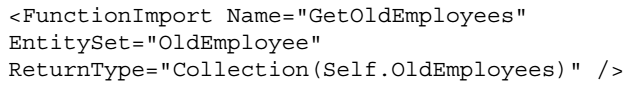 <FunctionImport Name="GetOldEmployees"
EntitySet="OldEmployee"
ReturnType="Collection(Self.OldEmployees)" />